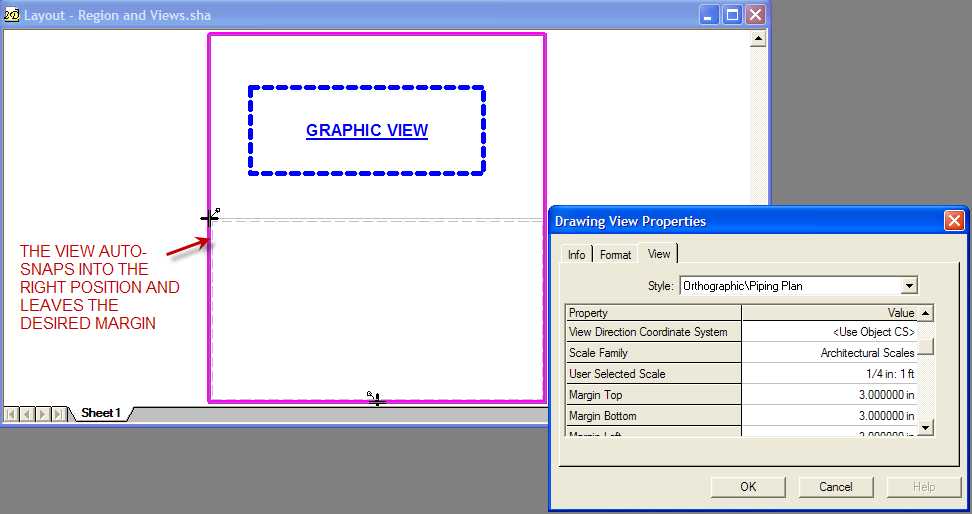 Layout - Region and Views.sha
GRAPHIC VIEW
THE VIEW AUTO-
SNAPS INTO THE
RIGHT POSITION AND
LEAVES THE
DESIRED MARGIN
Sheet1
Drawing View Properties
Info Format View
Style: Orthographic\Piping Plan
Property Value
View Direction Coordinate System <Use Object CS>
Scale Family Architectural Scales
User Selected Scale 1/4 in: 1 ft
Margin Top 3.000000 in
Margin Bottom 3.000000 in
Margin Left 3.000000 in
OK Cancel Help